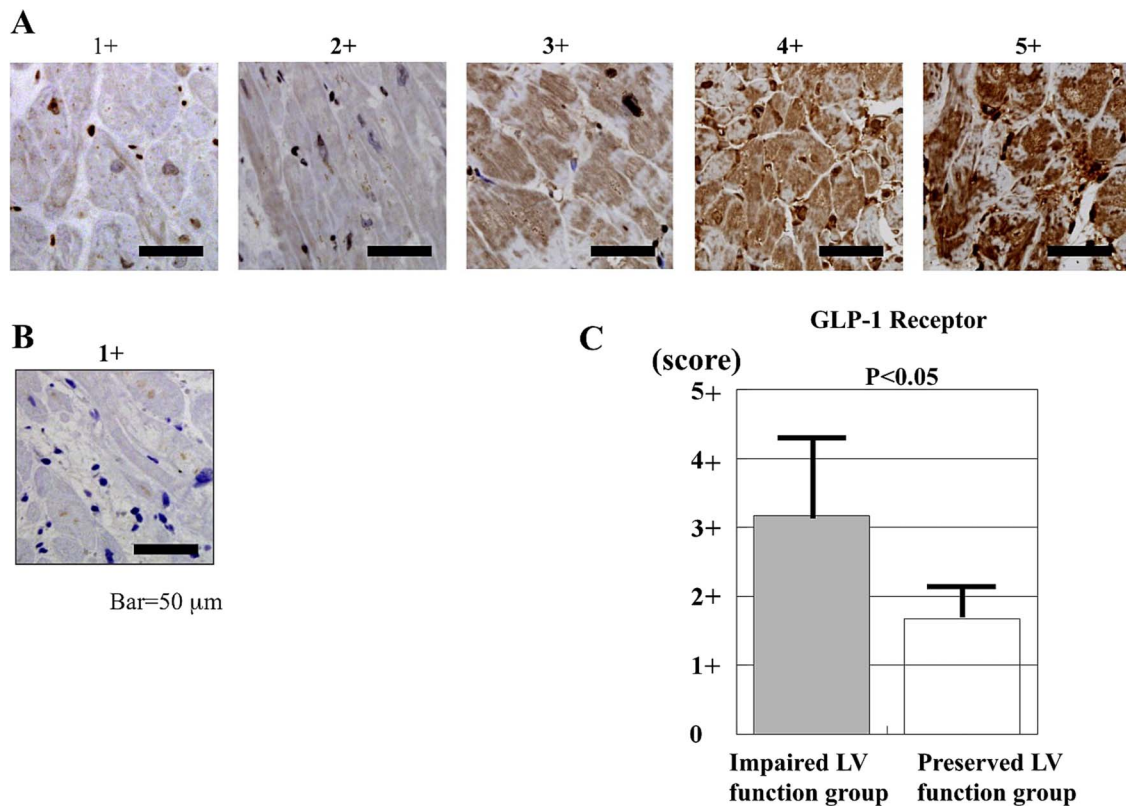 A
1+ 2+ 3+ 4+ 5+
B
1+
Bar=50 μm
C
GLP-1 Receptor
(score)
P<0.05
5+
4+
3+
2+
1+
0
Impaired LV
function group
Preserved LV
function group